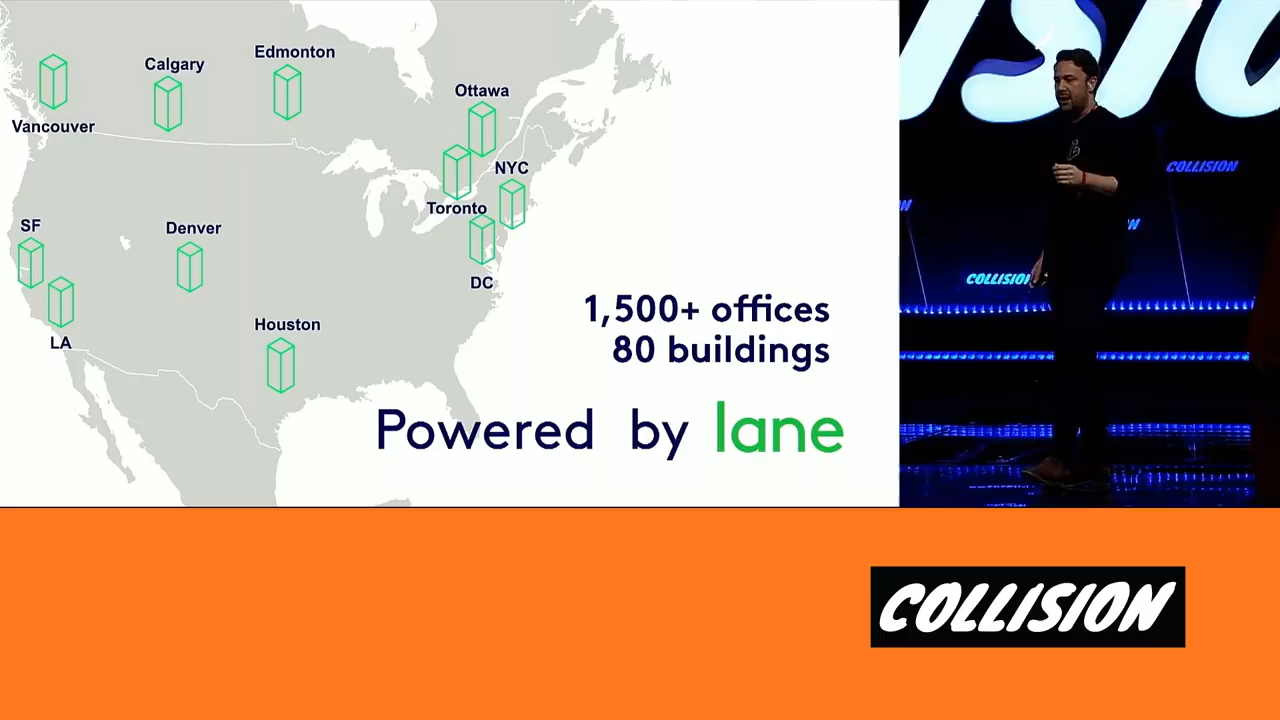 Edmonton
Calgary
Ottawa
Vancouver
NYC
Toronto
SF
Denver
DC
Houston
LA
1,500+ offices
80 buildings
Powered by lane
COLLISION
COLLISION
COLLISION